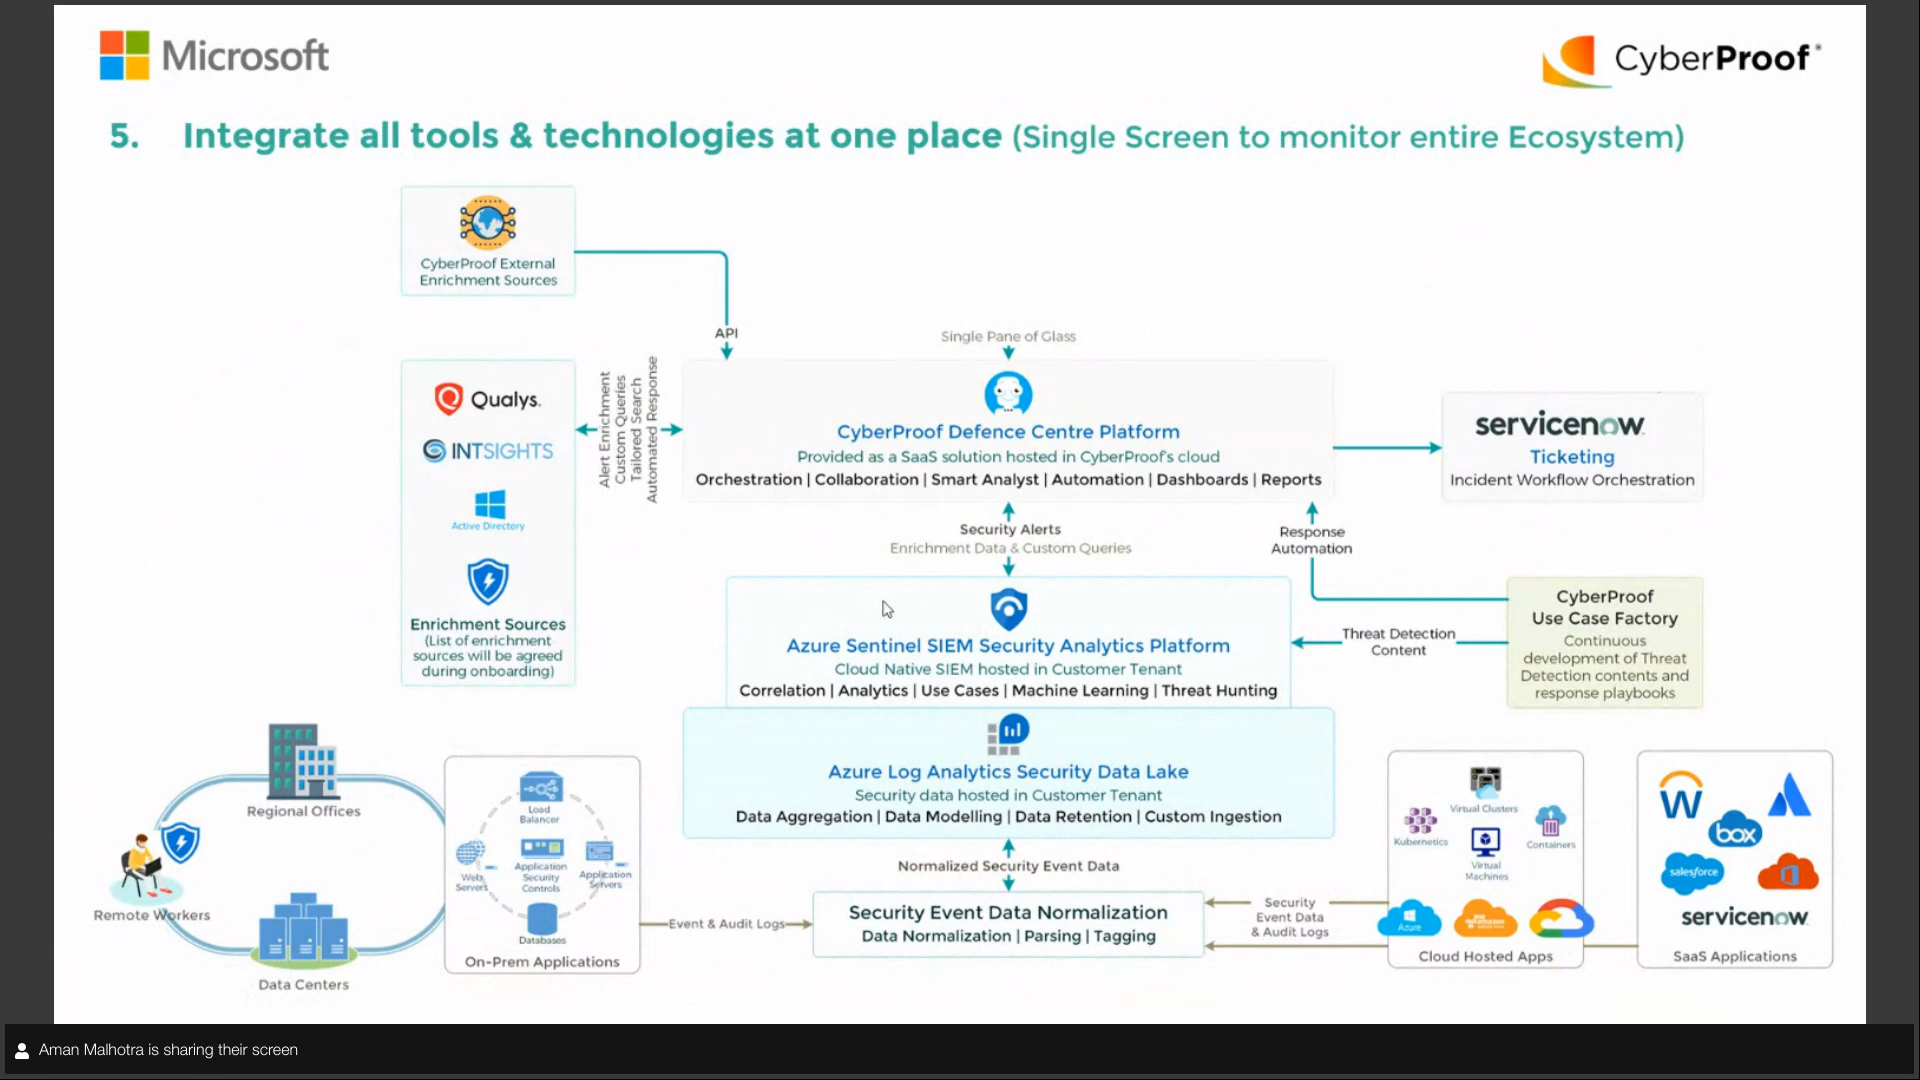 Microsoft
CyberProof
5. Integrate all tools & technologies at one place (Single Screen to monitor entire Ecosystem)
CyberProof External
Enrichment Sources
API
Single Pane of Glass
Qualys.
INTSIGHTS
Active Directory
Enrichment Sources
(List of enrichment
sources will be agreed
during onboarding)
Alert Enrichment
Custom Queries
Tailored Search
Automated Response
CyberProof Defence Centre Platform
Provided as a SaaS solution hosted in CyberProof's cloud
Orchestration | Collaboration | Smart Analyst | Automation | Dashboards | Reports
servicenow
Ticketing
Incident Workflow Orchestration
Security Alerts
Enrichment Data & Custom Queries
Response
Automation
Azure Sentinel SIEM Security Analytics Platform
Cloud Native SIEM hosted in Customer Tenant
Correlation | Analytics | Use Cases | Machine Learning | Threat Hunting
Threat Detection
Content
CyberProof
Use Case Factory
Continuous
development of Threat
Detection contents and
response playbooks
Azure Log Analytics Security Data Lake
Security data hosted in Customer Tenant
Data Aggregation | Data Modelling | Data Retention | Custom Ingestion
Normalized Security Event Data
Security Event Data Normalization
Data Normalization | Parsing | Tagging
Regional Offices
Remote Workers
Data Centers
Load
Balancer
Web
Servers
Application
Security
Controls
Application
Servers
Databases
On-Prem Applications
Event & Audit Logs
Security
Event Data
& Audit Logs
Virtual Clusters
Kubernetics
Virtual
Machines
Containers
Azure
Cloud Hosted Apps
box
salesforce
servicenow
SaaS Applications
Aman Malhotra is sharing their screen